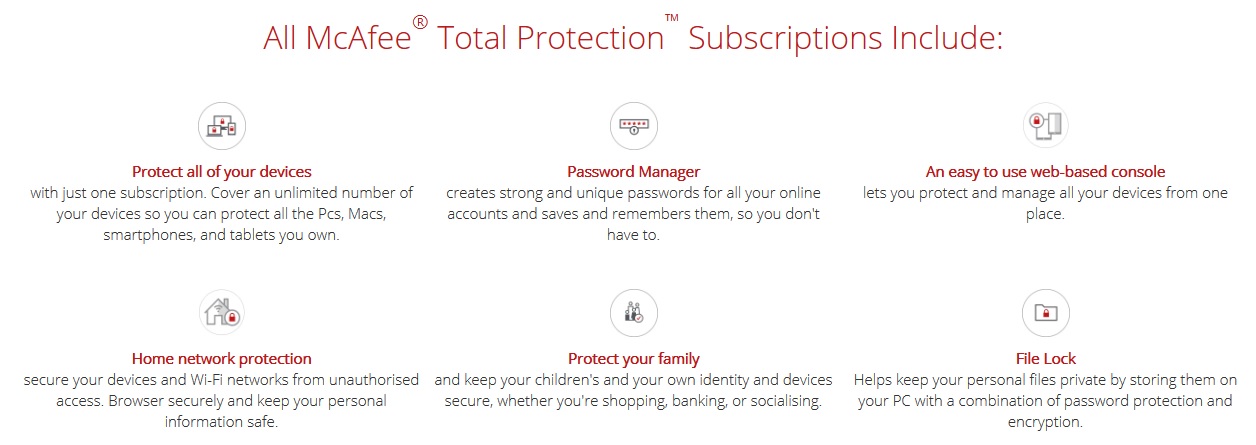 All McAfee® Total Protection™ Subscriptions Include:
Protect all of your devices
with just one subscription. Cover an unlimited number of
your devices so you can protect all the Pcs, Macs,
smartphones, and tablets you own.
Password Manager
creates strong and unique passwords for all your online
accounts and saves and remembers them, so you don't
have to.
An easy to use web-based console
lets you protect and manage all your devices from one
place.
Home network protection
secure your devices and Wi-Fi networks from unauthorised
access. Browser securely and keep your personal
information safe.
Protect your family
and keep your children's and your own identity and devices
secure, whether you're shopping, banking, or socialising.
File Lock
Helps keep your personal files private by storing them on
your PC with a combination of password protection and
encryption.